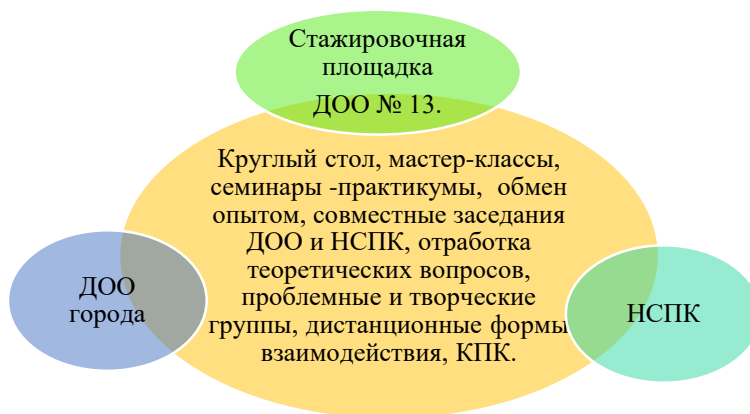 Стажировочная
площадка
ДОО № 13.
Круглый стол, мастер-классы,
семинары -практикумы, обмен
опытом, совместные заседания
ДОО и НСПК, отработка
теоретических вопросов,
проблемные и творческие
группы, дистанционные формы
взаимодействия, КПК.
ДОО
города
НСПК